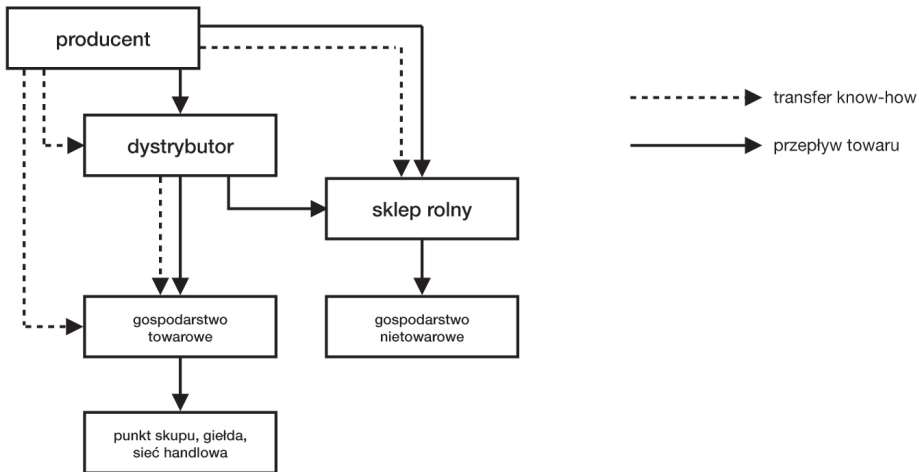 producent
transfer know-how
dystrybutor
przepływ towaru
sklep rolny
gospodarstwo
towarowe
gospodarstwo
nietowarowe
punkt skupu, giełda,
sieć handlowa